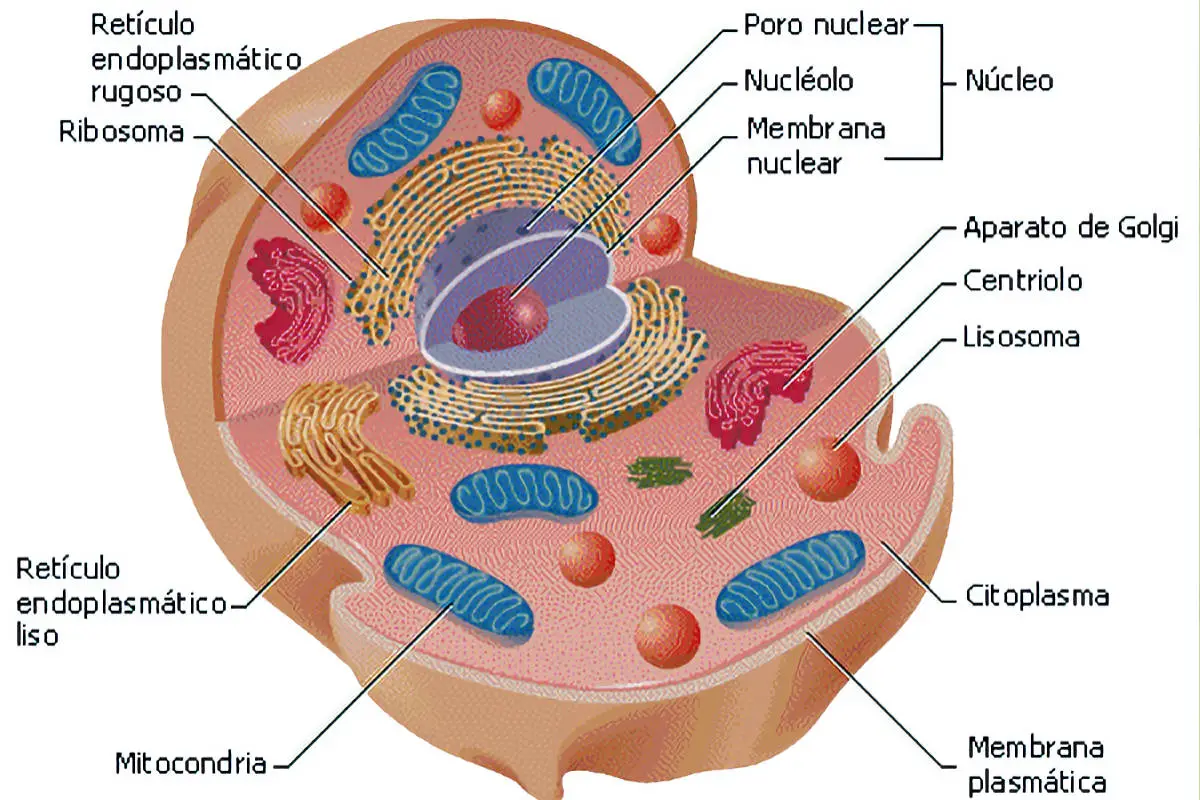 Retículo
endoplasmático
rugoso
Ribosoma
Poro nuclear
Nucléolo
Membrana
nuclear
Núcleo
Aparato de Golgi
Centriolo
Lisosoma
Retículo
endoplasmático
liso
Mitocondria
Citoplasma
Membrana
plasmática